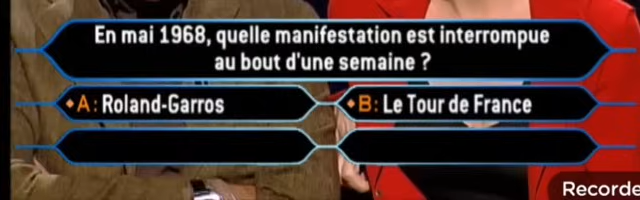 En mai 1968, quelle manifestation est interrompue
au bout d'une semaine ?
A: Roland-Garros
B: Le Tour de France
Recorde